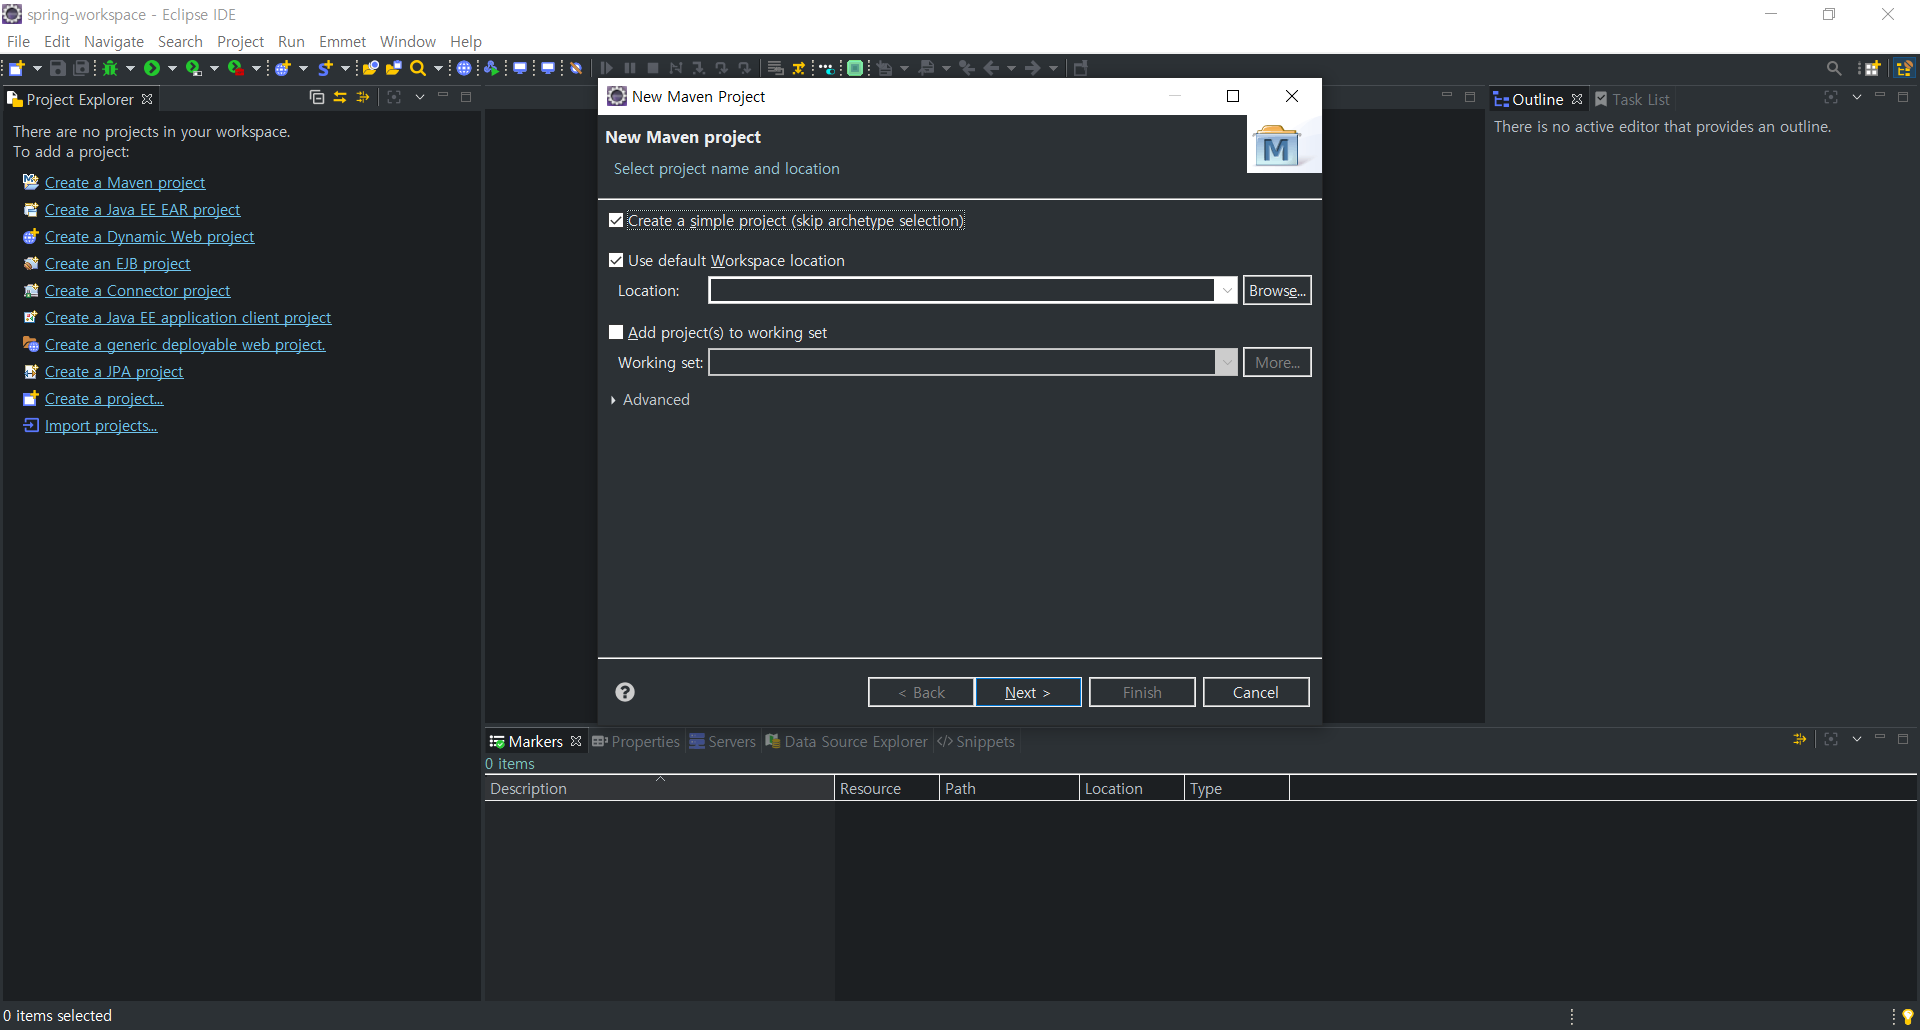 spring-workspace - Eclipse IDE
File Edit Navigate Search Project Run Emmet Window Help
Project Explorer
There are no projects in your workspace.
To add a project:
Create a Maven project
Create a Java EE EAR project
Create a Dynamic Web project
Create an EJB project
Create a Connector project
Create a Java EE application client project
Create a generic deployable web project.
Create a JPA project
Create a project...
Import projects...
New Maven Project
New Maven project
Select project name and location
M
Create a simple project (skip archetype selection)
Use default Workspace location
Location:
Browse...
Add project(s) to working set
Working set:
More...
Advanced
< Back
Next >
Finish
Cancel
Outline
Task List
There is no active editor that provides an outline.
Markers
Properties
Servers
Data Source Explorer
Snippets
0 items
Description Resource Path Location Type
0 items selected